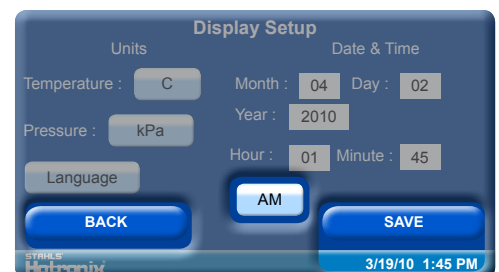 Display Setup
Units
Date & Time
Temperature : C
Month : 04 Day : 02
Pressure : kPa
Year : 2010
Hour : 01 Minute : 45
Language
AM
BACK
SAVE
STAHLS'
Hotronix
3/19/10 1:45 PM